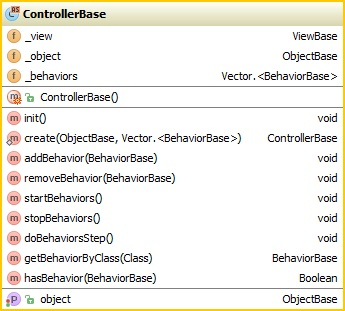 ControllerBase
_view ViewBase
_object ObjectBase
_behaviors Vector.<BehaviorBase>
ControllerBase()
init() void
create(ObjectBase, Vector.<BehaviorBase>) ControllerBase
addBehavior(BehaviorBase) void
removeBehavior(BehaviorBase) void
startBehaviors() void
stopBehaviors() void
doBehaviorsStep() void
getBehaviorByClass(Class) BehaviorBase
hasBehavior(BehaviorBase) Boolean
object ObjectBase